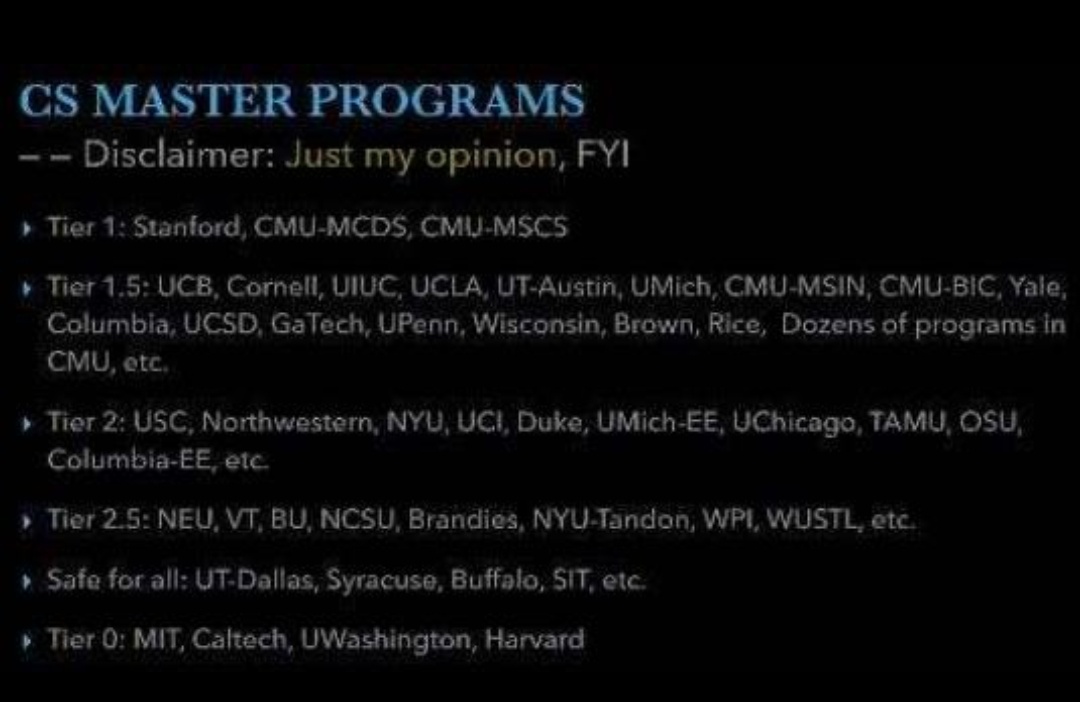 CS MASTER PROGRAMS
– – Disclaimer: Just my opinion, FYI
Tier 1: Stanford, CMU-MCDS, CMU-MSCS
Tier 1.5: UCB, Cornell, UIUC, UCLA, UT-Austin, UMich, CMU-MSIN, CMU-BIC, Yale,
Columbia, UCSD, GaTech, UPenn, Wisconsin, Brown, Rice, Dozens of programs in
CMU, etc.
Tier 2: USC, Northwestern, NYU, UCI, Duke, UMich-EE, UChicago, TAMU, OSU,
Columbia-EE, etc.
Tier 2.5: NEU, VT, BU, NCSU, Brandies, NYU-Tandon, WPI, WUSTL, etc.
Safe for all: UT-Dallas, Syracuse, Buffalo, SIT, etc.
Tier 0: MIT, Caltech, UWashington, Harvard